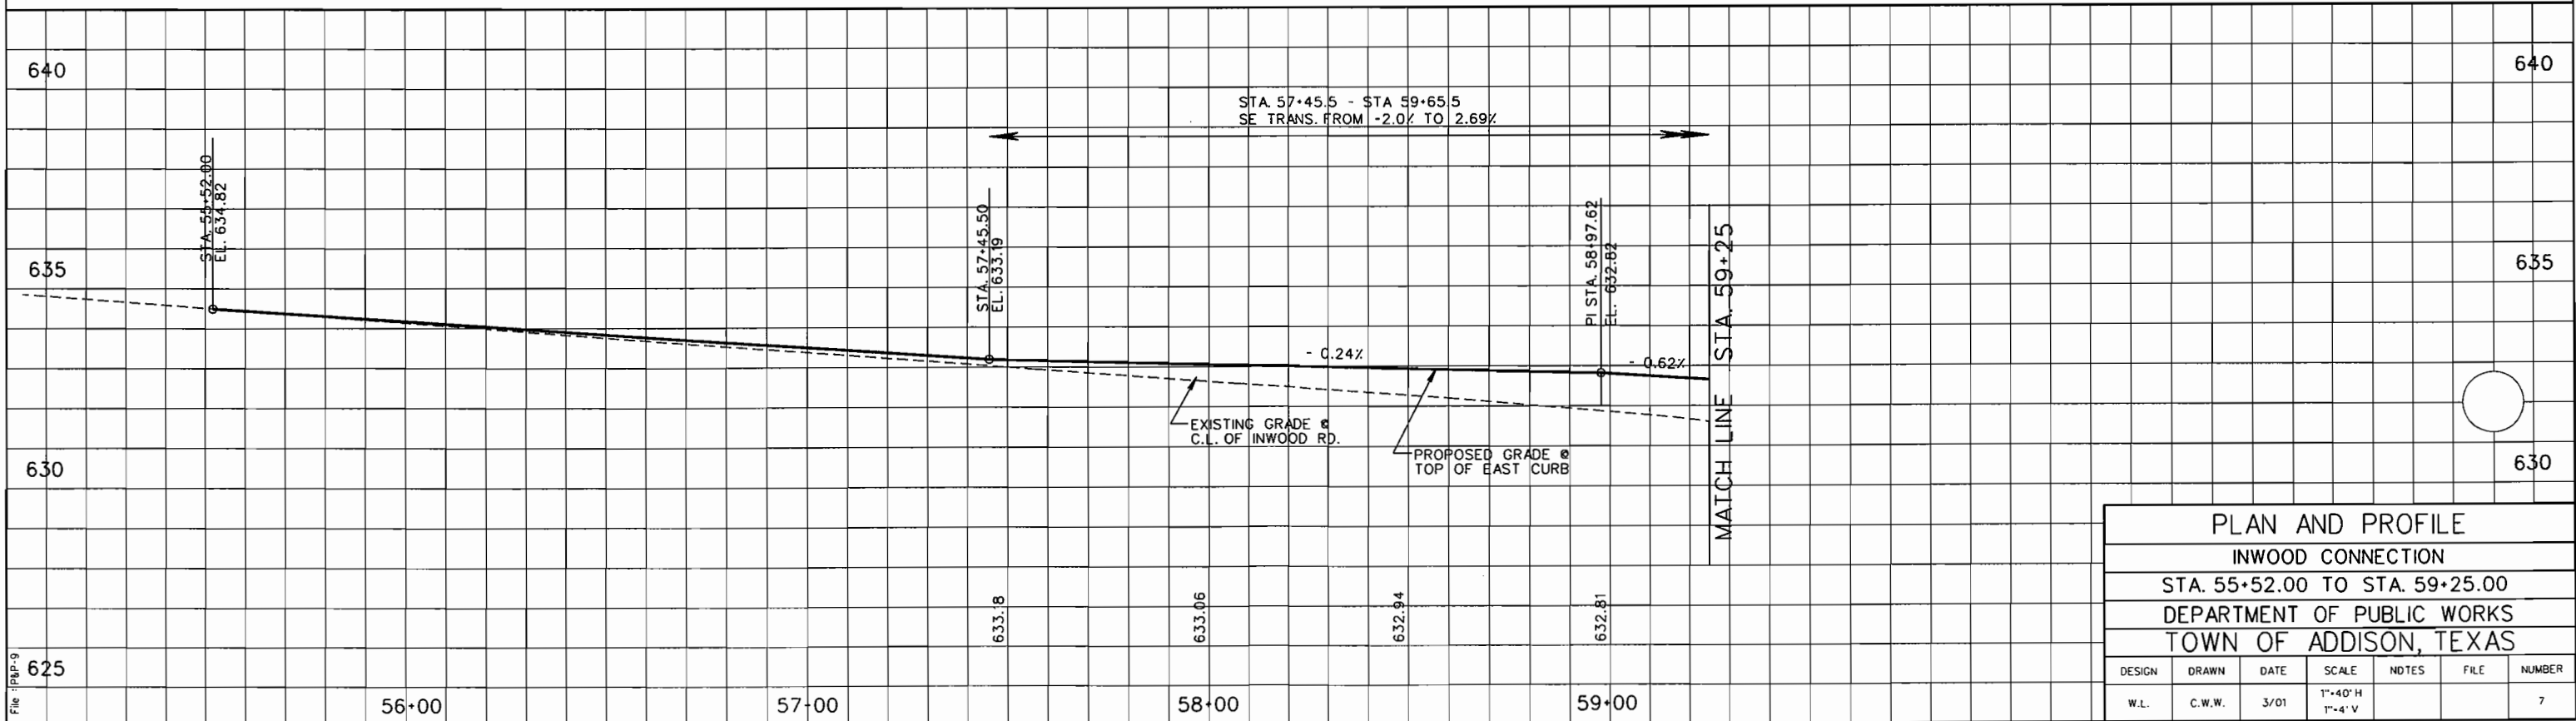 640
640
STA. 57+45.5 - STA 59+65.5
SE TRANS. FROM -2.0% TO 2.69%
STA. 55+52.00
EL. 634.82
STA. 57+45.50
EL. 633.19
PI STA. 58+97.62
EL. 632.82
635
635
- 0.24%
- 0.62%
MATCH LINE STA. 59+25
EXISTING GRADE @
C.L. OF INWOOD RD.
PROPOSED GRADE @
TOP OF EAST CURB
630
630
633.18
633.06
632.94
632.81
625
File : P&P-9
56+00
57+00
58+00
59+00
PLAN AND PROFILE
INWOOD CONNECTION
STA. 55+52.00 TO STA. 59+25.00
DEPARTMENT OF PUBLIC WORKS
TOWN OF ADDISON, TEXAS
DESIGN DRAWN DATE SCALE NOTES FILE NUMBER
W.L. C.W.W. 3/01 1"=40' H 7
1"=4' V